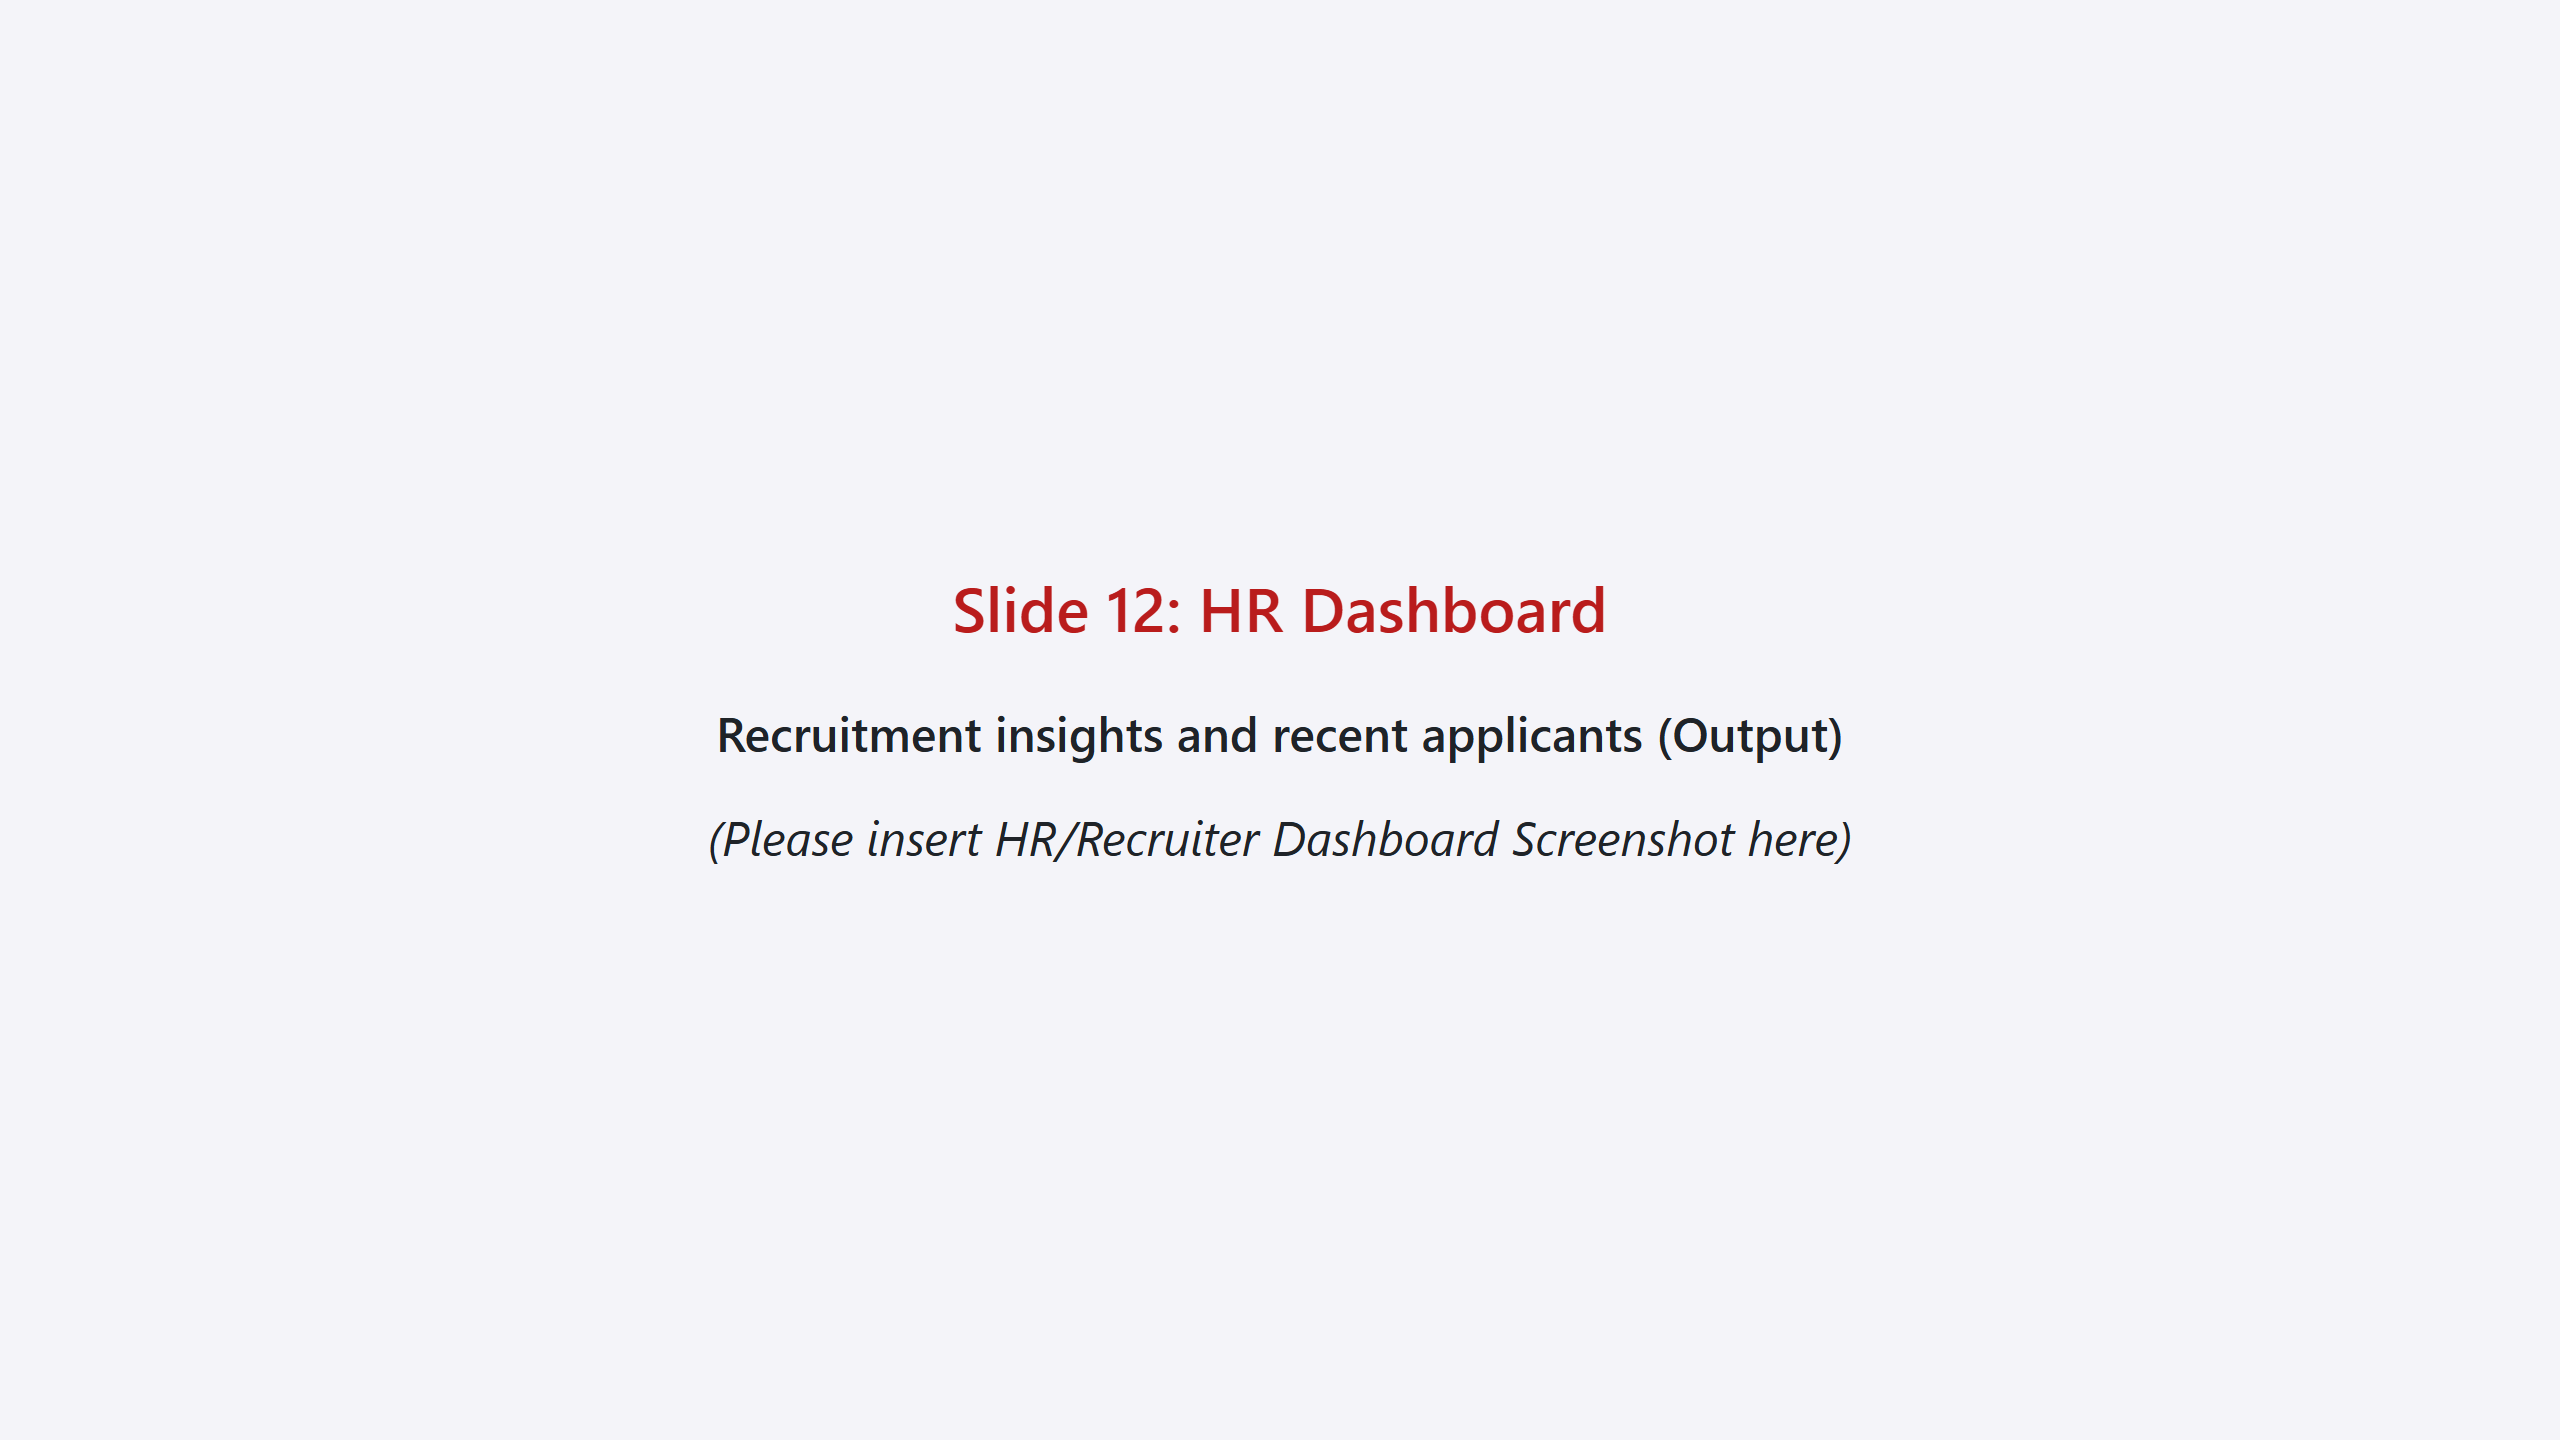 Slide 12: HR Dashboard
Recruitment insights and recent applicants (Output)
(Please insert HR/Recruiter Dashboard Screenshot here)